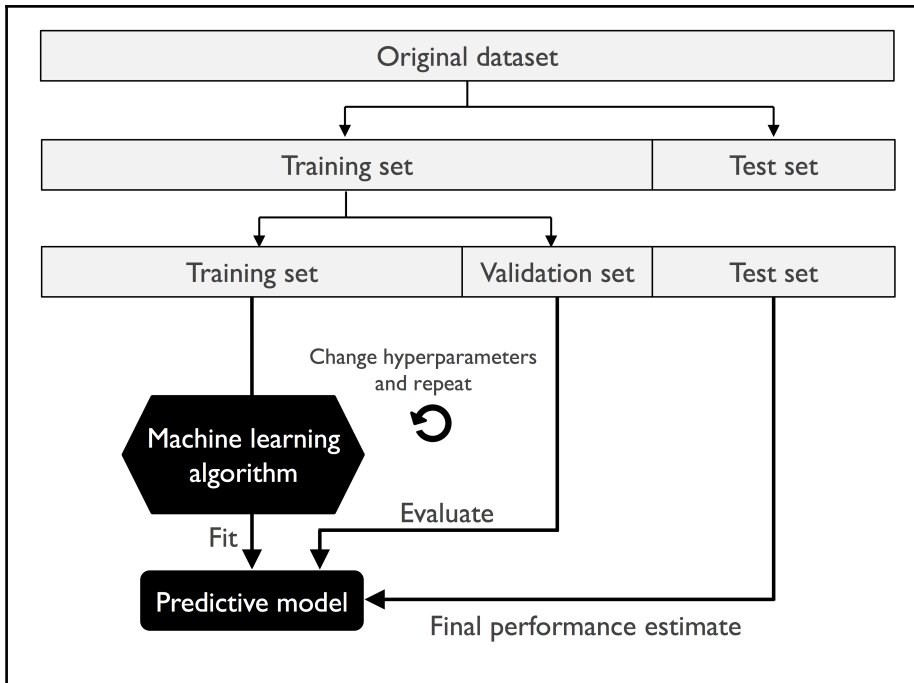 Original dataset
Training set
Test set
Training set
Validation set
Test set
Change hyperparameters
and repeat
Machine learning
algorithm
Evaluate
Fit
Predictive model
Final performance estimate